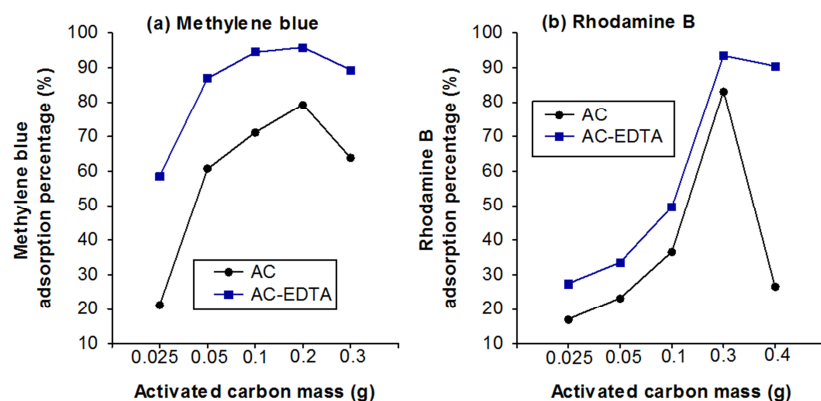 (a) Methylene blue
Methylene blue
adsorption percentage (%)
100
90
80
70
60
50
40
30
20
10
AC
AC-EDTA
0.025 0.05 0.1 0.2 0.3
Activated carbon mass (g)
(b) Rhodamine B
Rhodamine B
adsorption percentage (%)
100
90
80
70
60
50
40
30
20
10
AC
AC-EDTA
0.025 0.05 0.1 0.3 0.4
Activated carbon mass (g)